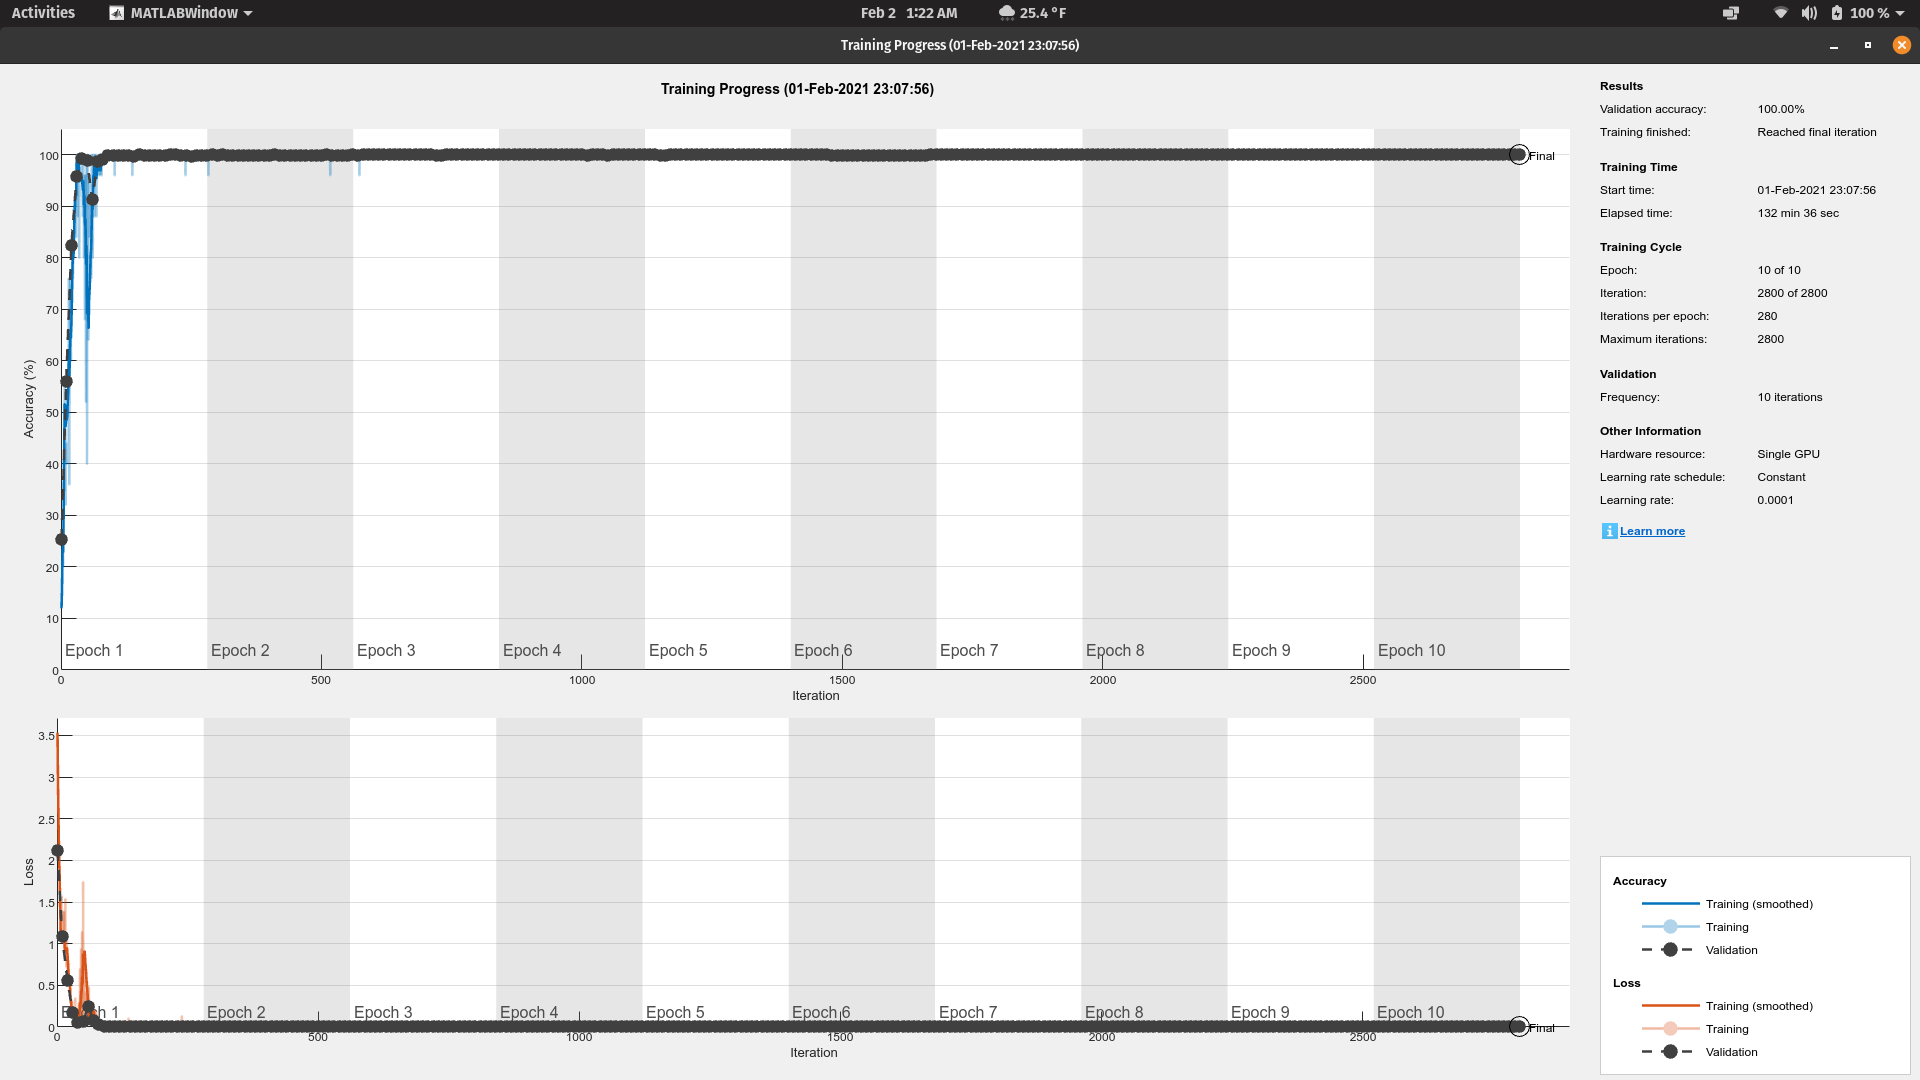 Activities MATLABWindow Feb 2 1:22 AM 25.4 °F 100 %
Training Progress (01-Feb-2021 23:07:56)
Training Progress (01-Feb-2021 23:07:56)
100
90
80
70
60
50
40
30
20
10
0
Accuracy (%)
Final
Epoch 1 Epoch 2 Epoch 3 Epoch 4 Epoch 5 Epoch 6 Epoch 7 Epoch 8 Epoch 9 Epoch 10
0 500 1000 1500 2000 2500
Iteration
3.5
3
2.5
2
1.5
1
0.5
0
Loss
Epoch 1 Epoch 2 Epoch 3 Epoch 4 Epoch 5 Epoch 6 Epoch 7 Epoch 8 Epoch 9 Epoch 10
Final
0 500 1000 1500 2000 2500
Iteration
Results
Validation accuracy: 100.00%
Training finished: Reached final iteration
Training Time
Start time: 01-Feb-2021 23:07:56
Elapsed time: 132 min 36 sec
Training Cycle
Epoch: 10 of 10
Iteration: 2800 of 2800
Iterations per epoch: 280
Maximum iterations: 2800
Validation
Frequency: 10 iterations
Other Information
Hardware resource: Single GPU
Learning rate schedule: Constant
Learning rate: 0.0001
i Learn more
Accuracy
Training (smoothed)
Training
Validation
Loss
Training (smoothed)
Training
Validation